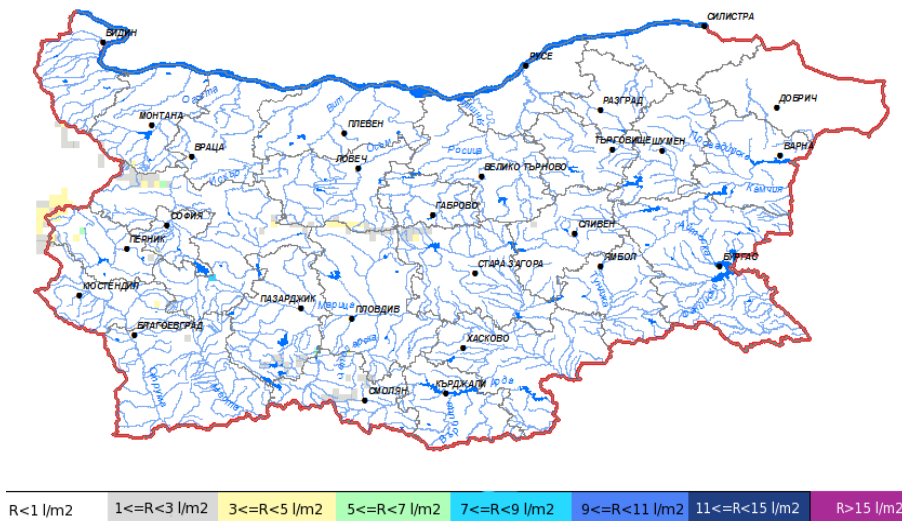 СИЛИСТРА
ВИДИН
РУСЕ
ДОБРИЧ
РАЗГРАД
Огоста
Вит
МОНТАНА
ПЛЕВЕН
ТЪРГОВИЩЕ
ШУМЕН
ВАРНА
ВРАЦА
ЛОВЕЧ
Осъм
Росица
ВЕЛИКО ТЪРНОВО
Камчия
Искър
ГАБРОВО
СОФИЯ
СЛИВЕН
ПЕРНИК
СТАРА ЗАГОРА
ЯМБОЛ
БУРГАС
КЮСТЕНДИЛ
ПАЗАРДЖИК
Марица
ПЛОВДИВ
БЛАГОЕВГРАД
ХАСКОВО
СМОЛЯН
КЪРДЖАЛИ
Струма
Места
R<1 l/m2
1<=R<3 l/m2
3<=R<5 l/m2
5<=R<7 l/m2
7<=R<9 l/m2
9<=R<11 l/m2
11<=R<15 l/m2
R>15 l/m2